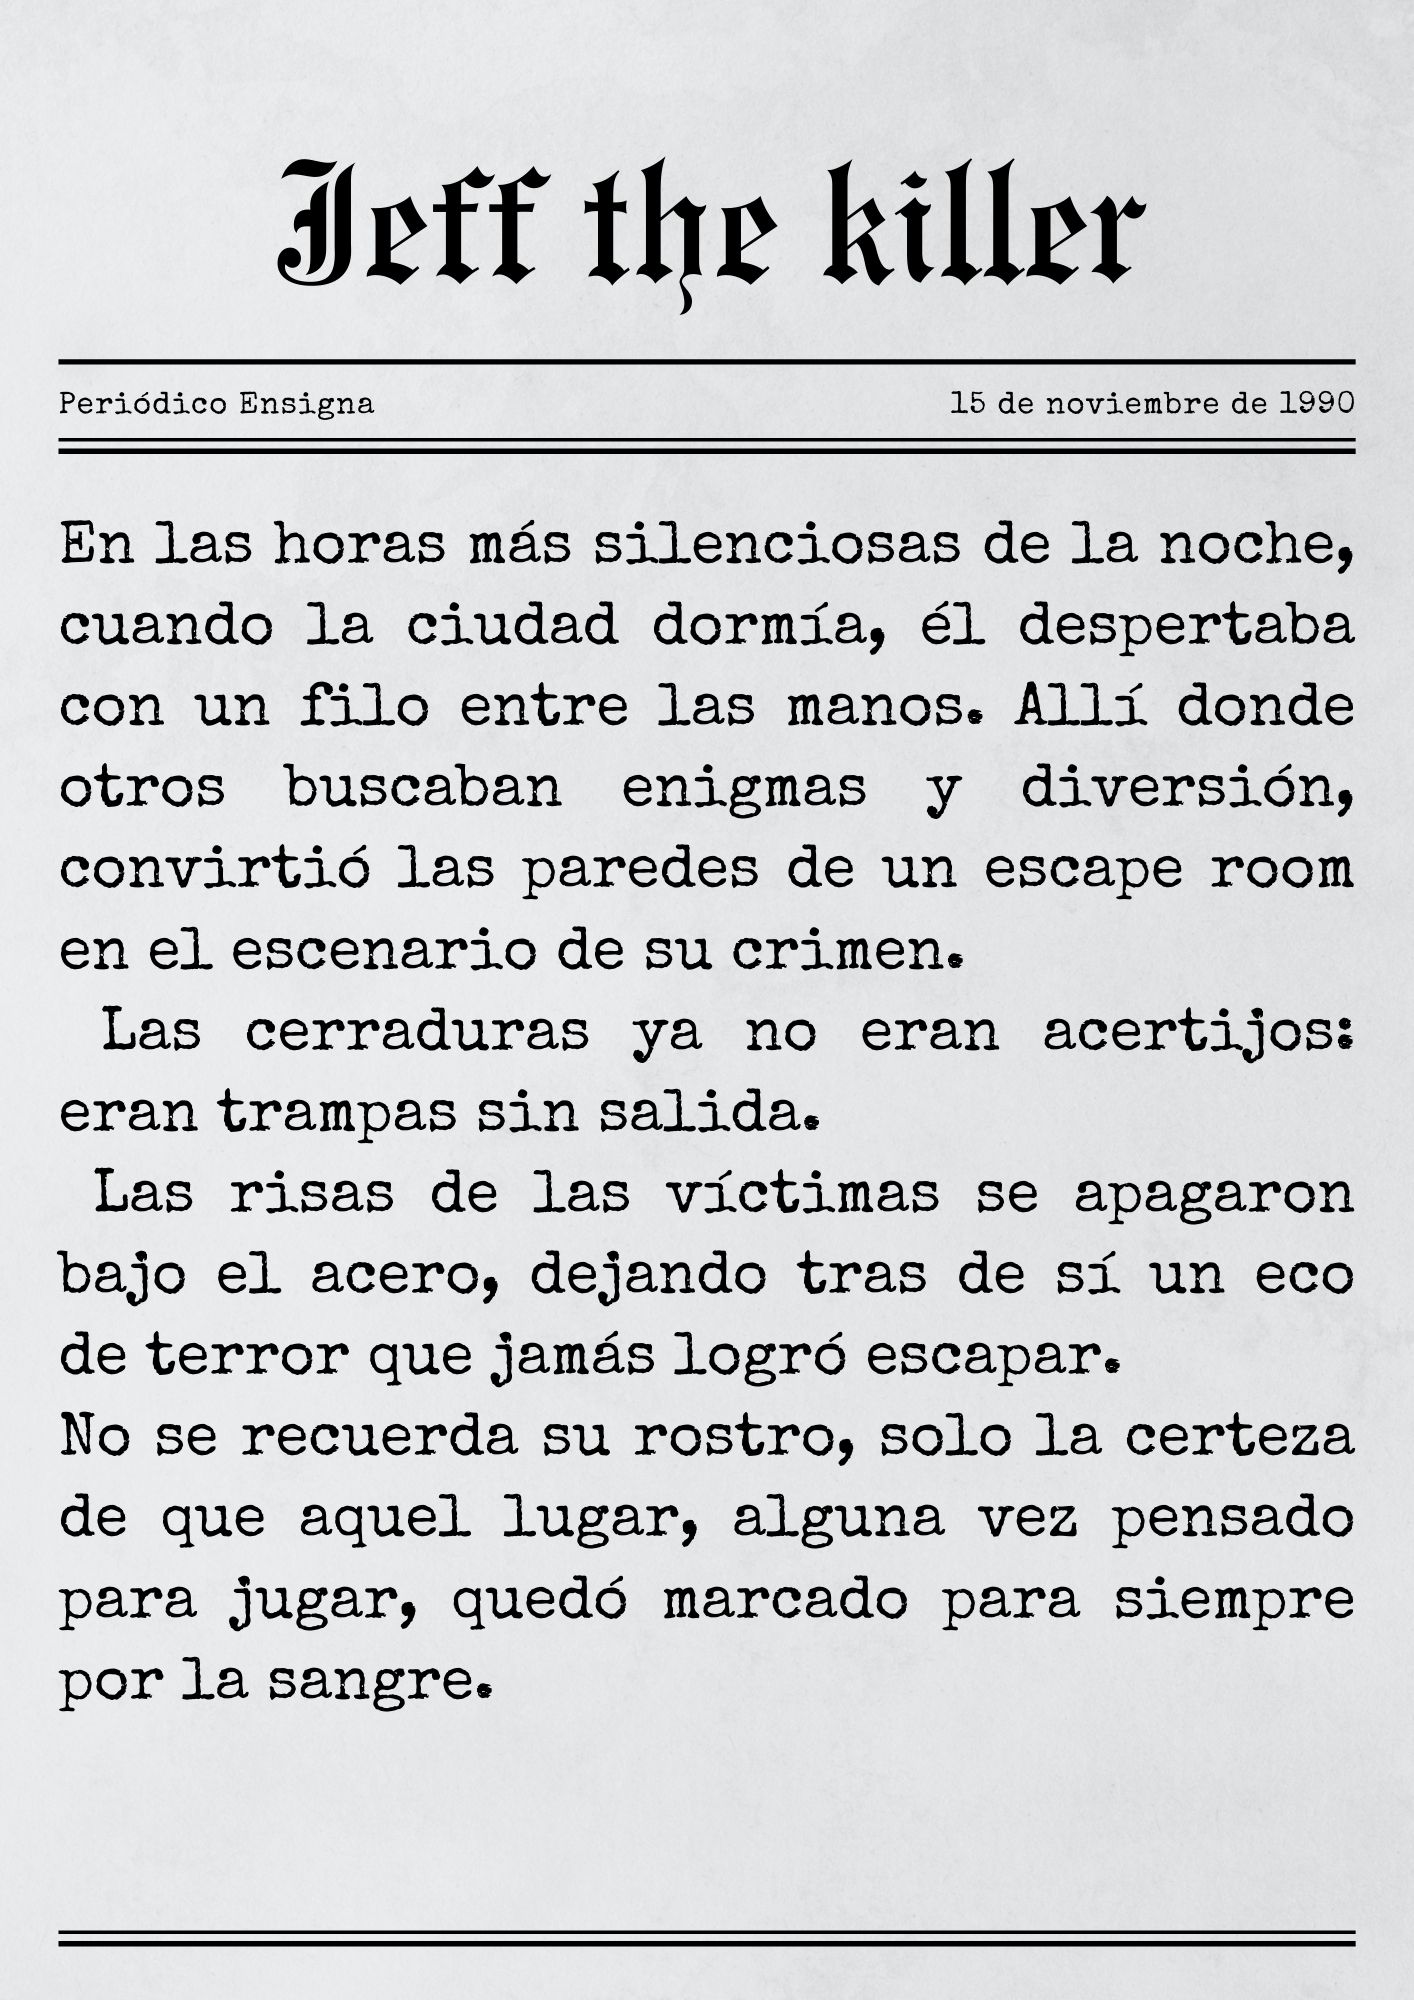 Jeff the killer
Periódico Ensigna
15 de noviembre de 1990
En las horas más silenciosas de la noche,
cuando la ciudad dormía, él despertaba
con un filo entre las manos. Allí donde
otros buscaban enigmas y diversión,
convirtió las paredes de un escape room
en el escenario de su crimen.
Las cerraduras ya no eran acertijos:
eran trampas sin salida.
Las risas de las víctimas se apagaron
bajo el acero, dejando tras de sí un eco
de terror que jamás logró escapar.
No se recuerda su rostro, solo la certeza
de que aquel lugar, alguna vez pensado
para jugar, quedó marcado para siempre
por la sangre.